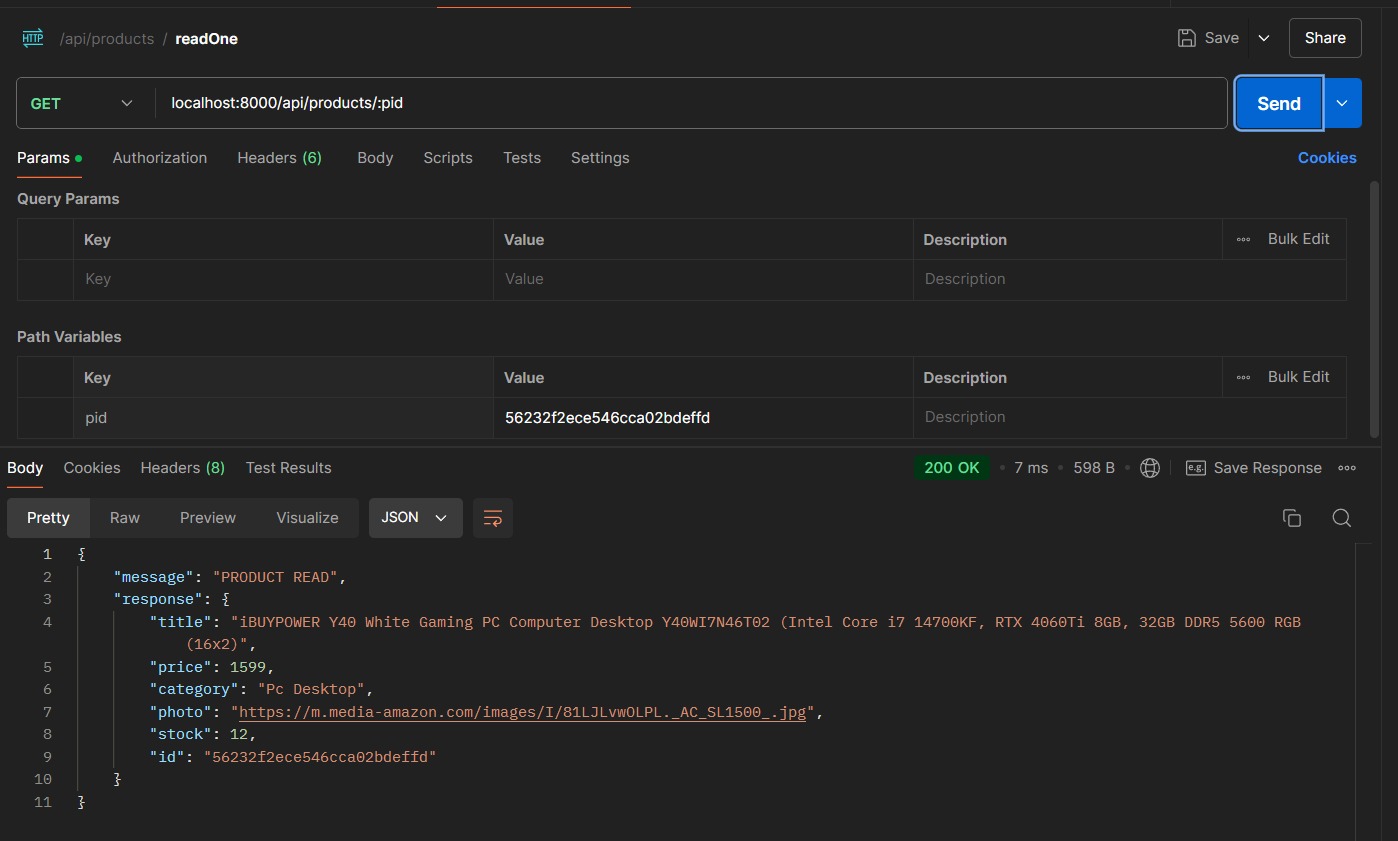 HTTP /api/products / readOne Save Share
GET localhost:8000/api/products/:pid Send
Params Authorization Headers (6) Body Scripts Tests Settings Cookies
Query Params
Key Value Description Bulk Edit
Key Value Description
Path Variables
Key Value Description Bulk Edit
pid 56232f2ece546cca02bdeffd Description
Body Cookies Headers (8) Test Results 200 OK 7 ms 598 B e.g. Save Response
Pretty Raw Preview Visualize JSON
1 {
2 "message": "PRODUCT READ",
3 "response": {
4 "title": "iBUYPOWER Y40 White Gaming PC Computer Desktop Y40WI7N46T02 (Intel Core i7 14700KF, RTX 4060Ti 8GB, 32GB DDR5 5600 RGB
(16x2)",
5 "price": 1599,
6 "category": "Pc Desktop",
7 "photo": "https://m.media-amazon.com/images/I/81LJLvwOLPL._AC_SL1500_.jpg",
8 "stock": 12,
9 "id": "56232f2ece546cca02bdeffd"
10 }
11 }